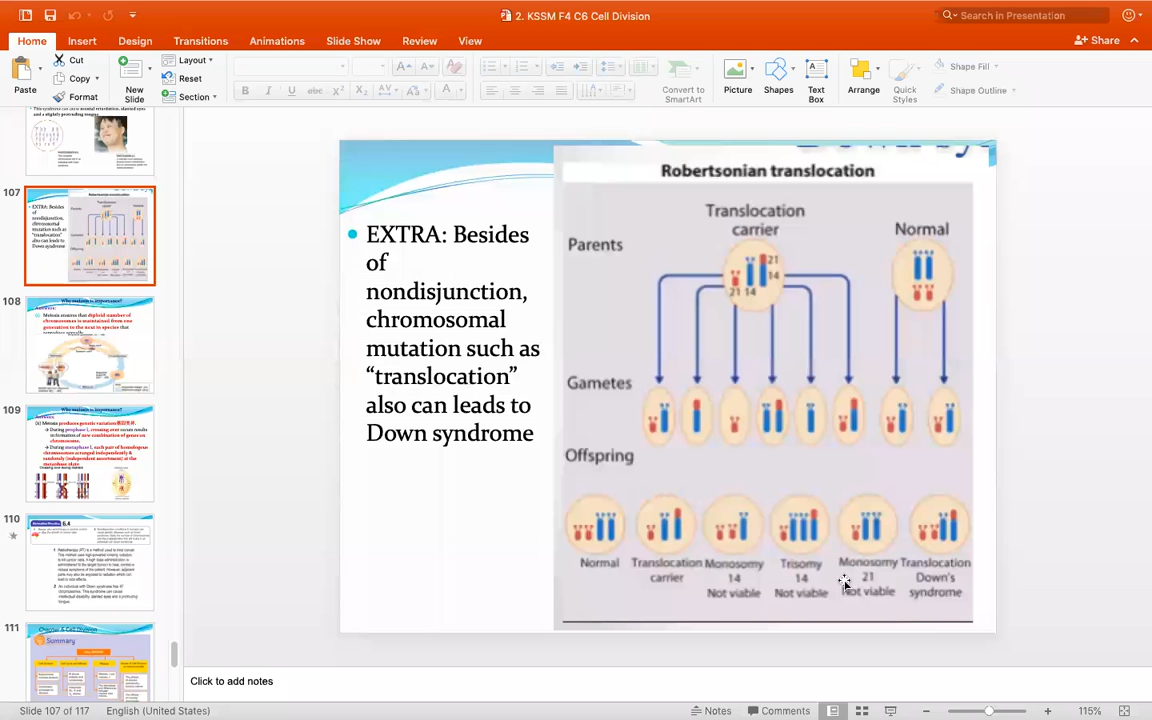 2. KSSM F4 C6 Cell Division
Search in Presentation
Home Insert Design Transitions Animations Slide Show Review View
Share
Paste
Cut
Copy
Format
New
Slide
Layout
Reset
Section
Convert to
SmartArt
Picture
Shapes
Text
Box
Arrange
Quick
Styles
Shape Fill
Shape Outline
107
108
109
110
111
Summary
EXTRA: Besides
of
nondisjunction,
chromosomal
mutation such as
“translocation”
also can leads to
Down syndrome
Robertsonian translocation
Translocation
carrier
Normal
Parents
21
14
21 14
Gametes
Offspring
Normal
Translocation
carrier
Monosomy
14
Not viable
Trisomy
14
Not viable
Monosomy
21
Not viable
Translocation
Down's
syndrome
Click to add notes
Slide 107 of 117 English (United States)
Notes Comments
115%